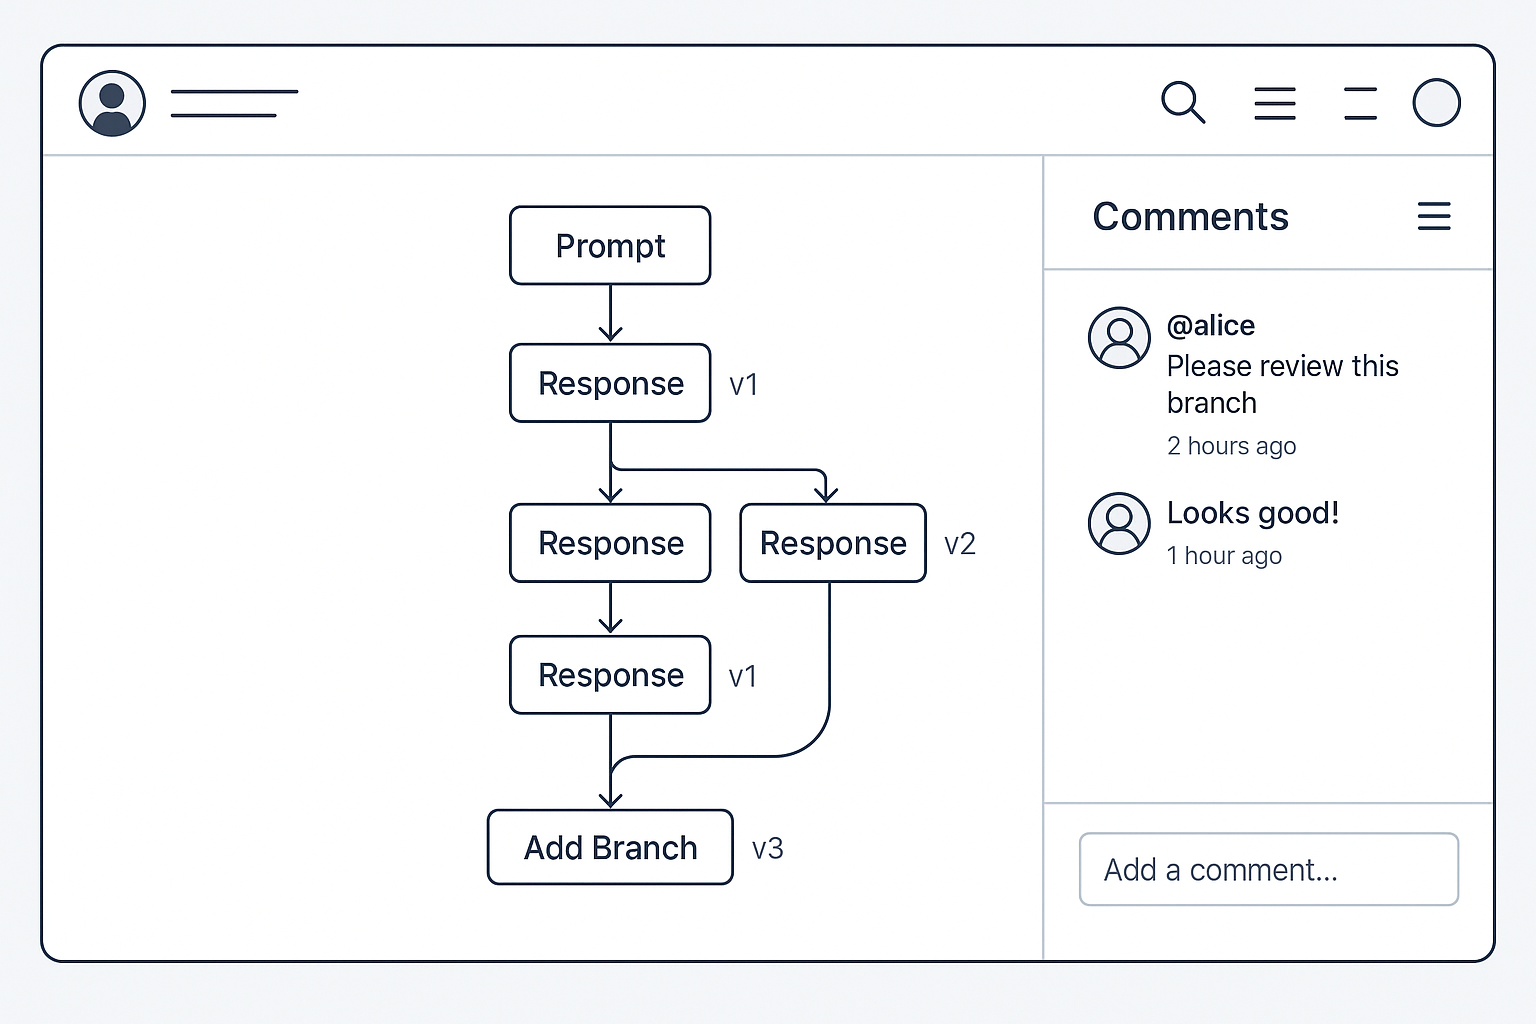 Prompt
Response v1
Response
Response v2
Response v1
Add Branch v3
Comments
@alice
Please review this
branch
2 hours ago
Looks good!
1 hour ago
Add a comment...